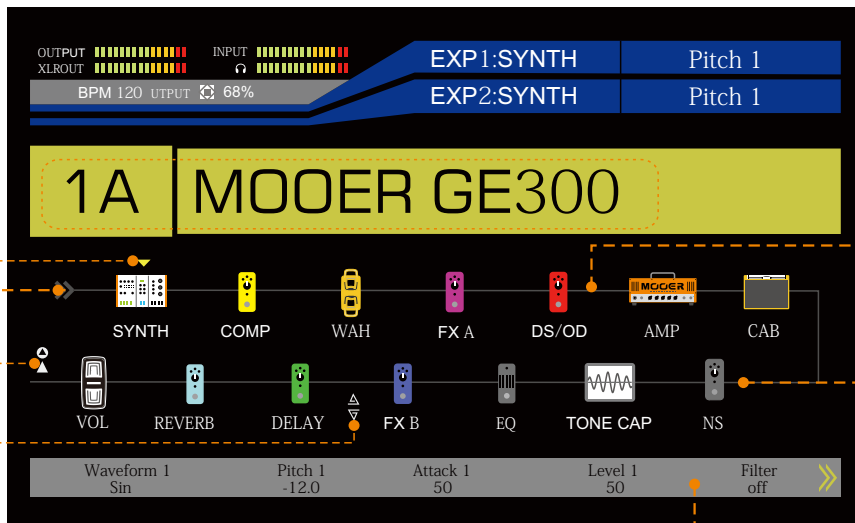 OUTPUT INPUT
XLROUT
BPM 120 UTPUT 68%
EXP1:SYNTH Pitch 1
EXP2:SYNTH Pitch 1
1A MOOER GE300
MOOER
SYNTH COMP WAH FX A DS/OD AMP CAB
VOL REVERB DELAY FX B EQ TONE CAP NS
Waveform 1 Pitch 1 Attack 1 Level 1 Filter
Sin -12.0 50 50 off